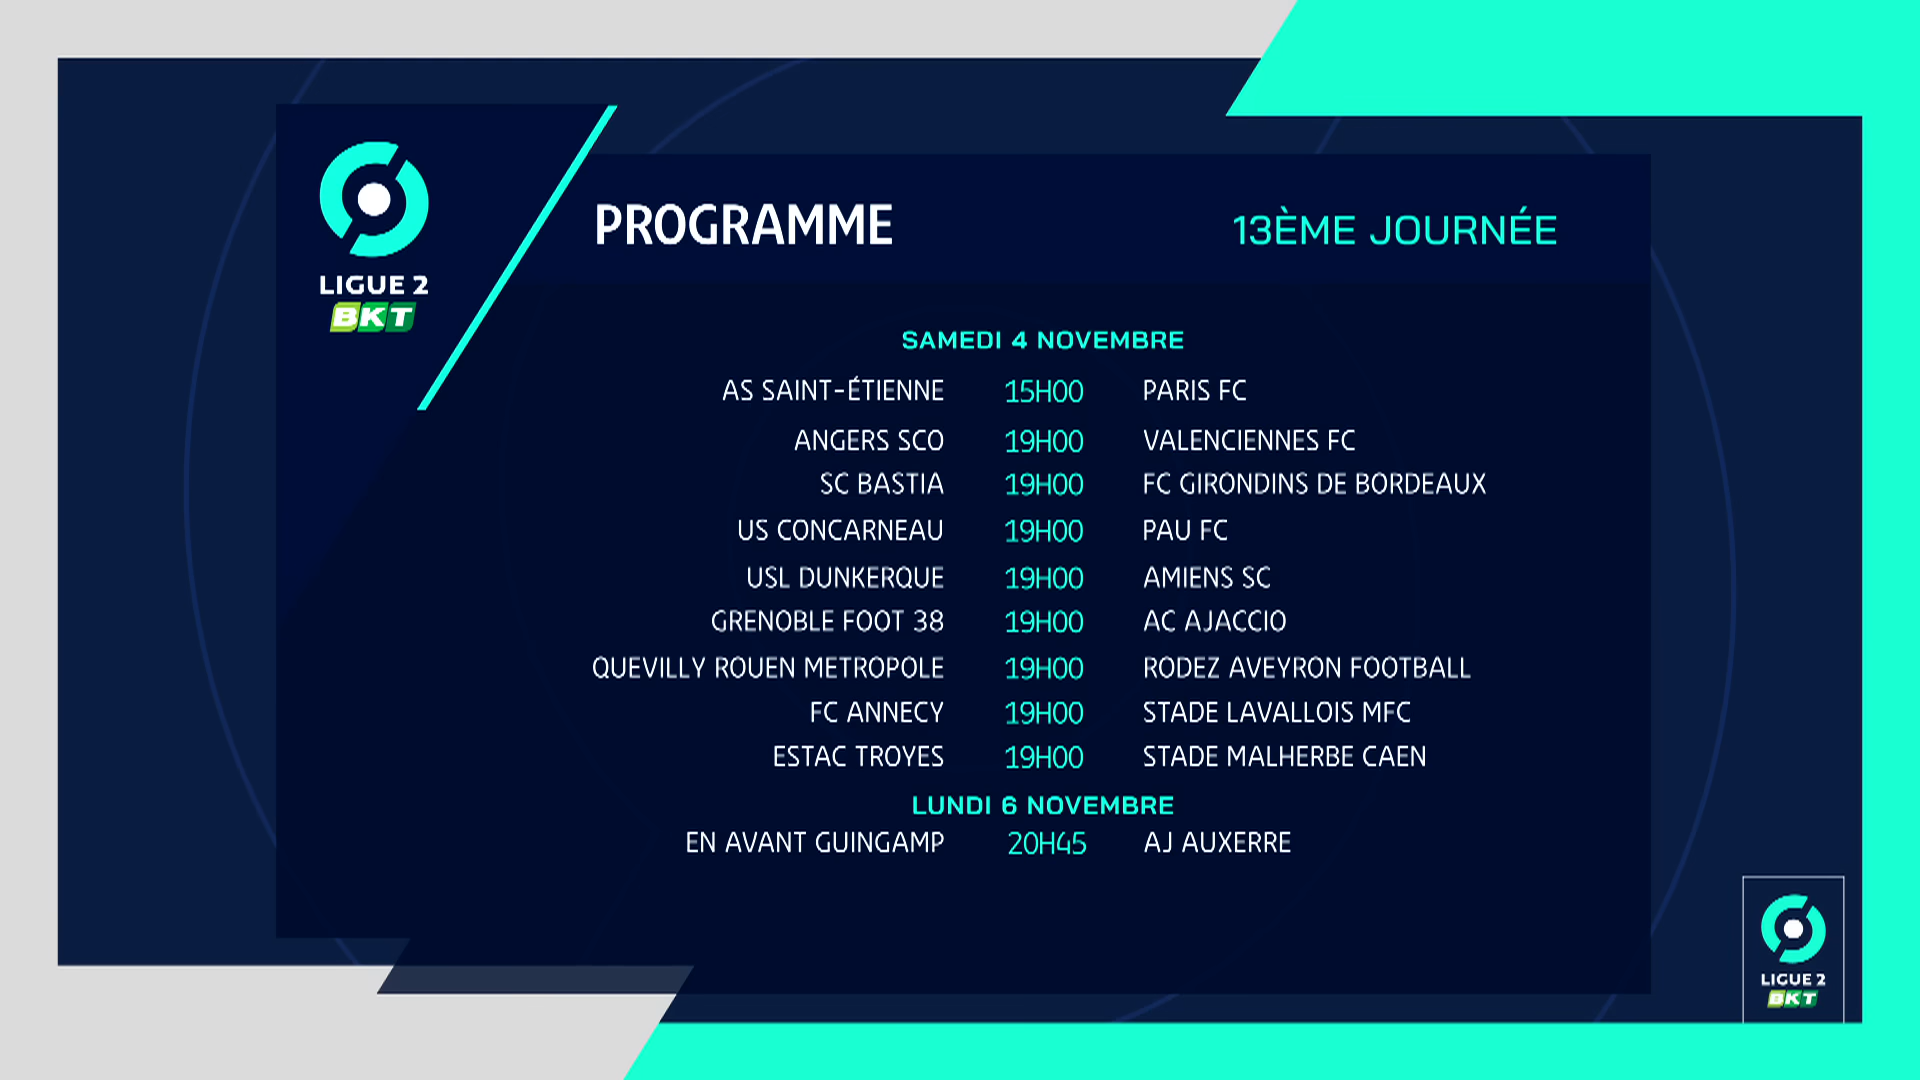 LIGUE 2
BKT
PROGRAMME
13ÈME JOURNÉE
SAMEDI 4 NOVEMBRE
AS SAINT-ÉTIENNE 15H00 PARIS FC
ANGERS SCO 19H00 VALENCIENNES FC
SC BASTIA 19H00 FC GIRONDINS DE BORDEAUX
US CONCARNEAU 19H00 PAU FC
USL DUNKERQUE 19H00 AMIENS SC
GRENOBLE FOOT 38 19H00 AC AJACCIO
QUEVILLY ROUEN METROPOLE 19H00 RODEZ AVEYRON FOOTBALL
FC ANNECY 19H00 STADE LAVALLOIS MFC
ESTAC TROYES 19H00 STADE MALHERBE CAEN
LUNDI 6 NOVEMBRE
EN AVANT GUINGAMP 20H45 AJ AUXERRE
LIGUE 2
BKT